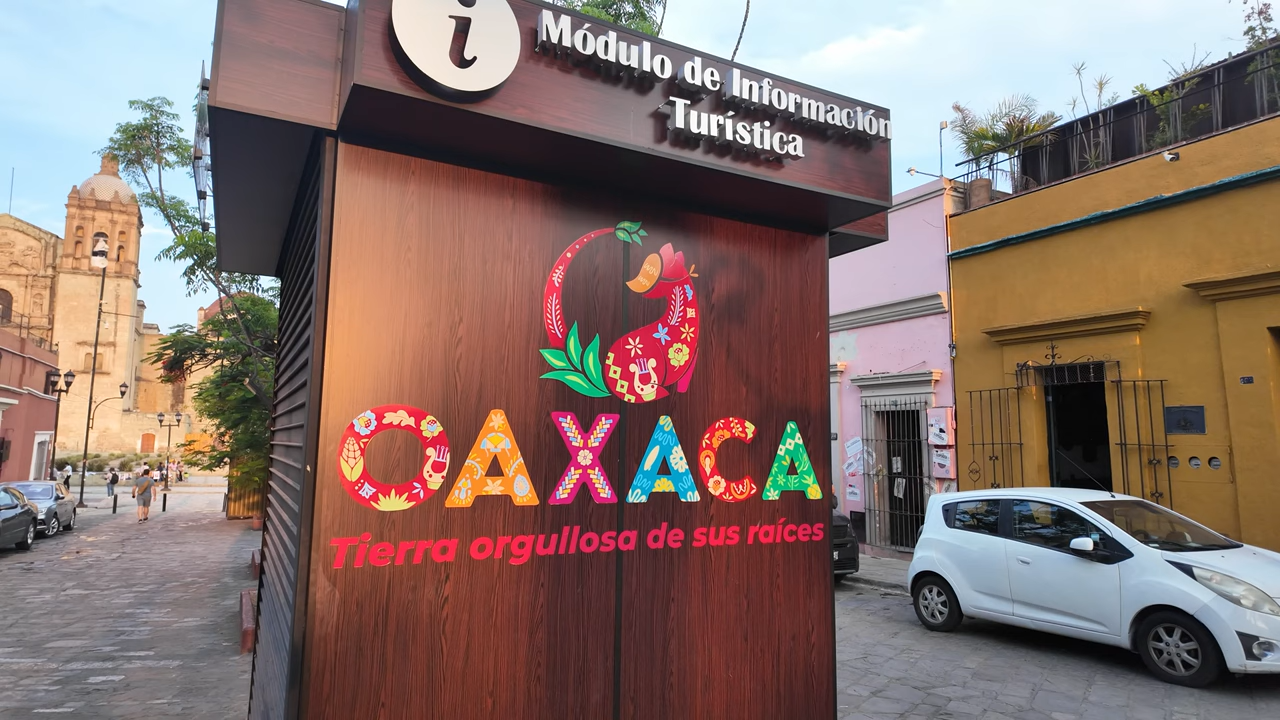 i
Módulo de Información
Turística
OAXACA
Tierra orgullosa de sus raíces